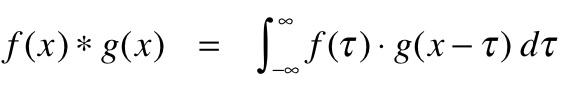 f(x) * g(x) = ∫_{-∞}^{∞} f(τ) · g(x − τ) dτ